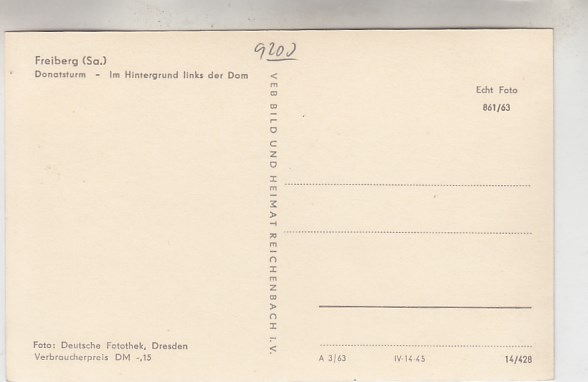 Freiberg (Sa.)
Donatsturm - Im Hintergrund links der Dom
9200
VEB BILD UND HEIMAT REICHENBACH I. V.
Echt Foto
861/63
Foto: Deutsche Fotothek, Dresden
Verbraucherpreis DM -,15
A 3/63 IV-14-45 14/428